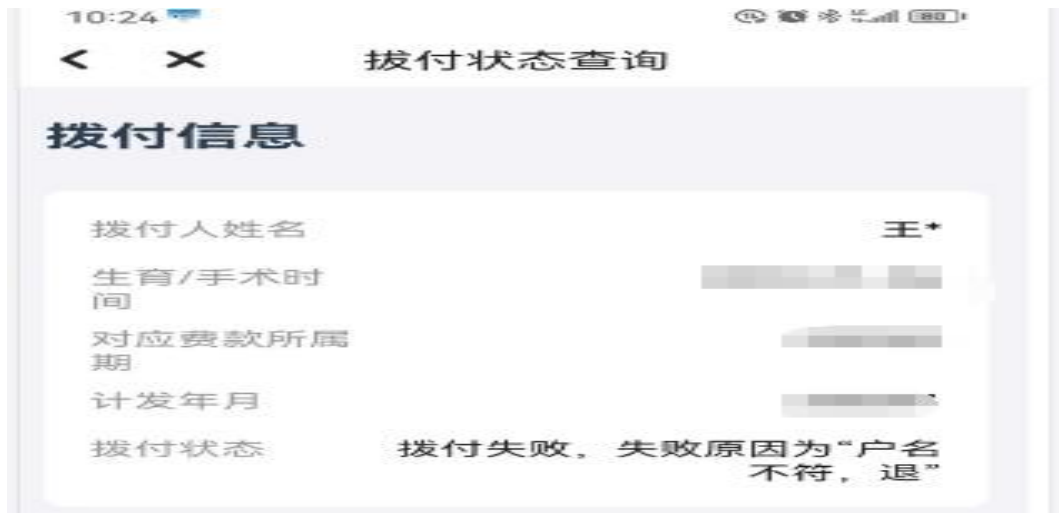 10:24
80
拔付状态查询
拨付信息
拨付人姓名 王*
生育/手术时
间
对应费款所属
期
计发年月
拨付状态 拨付失败,失败原因为“户名
不符,退”